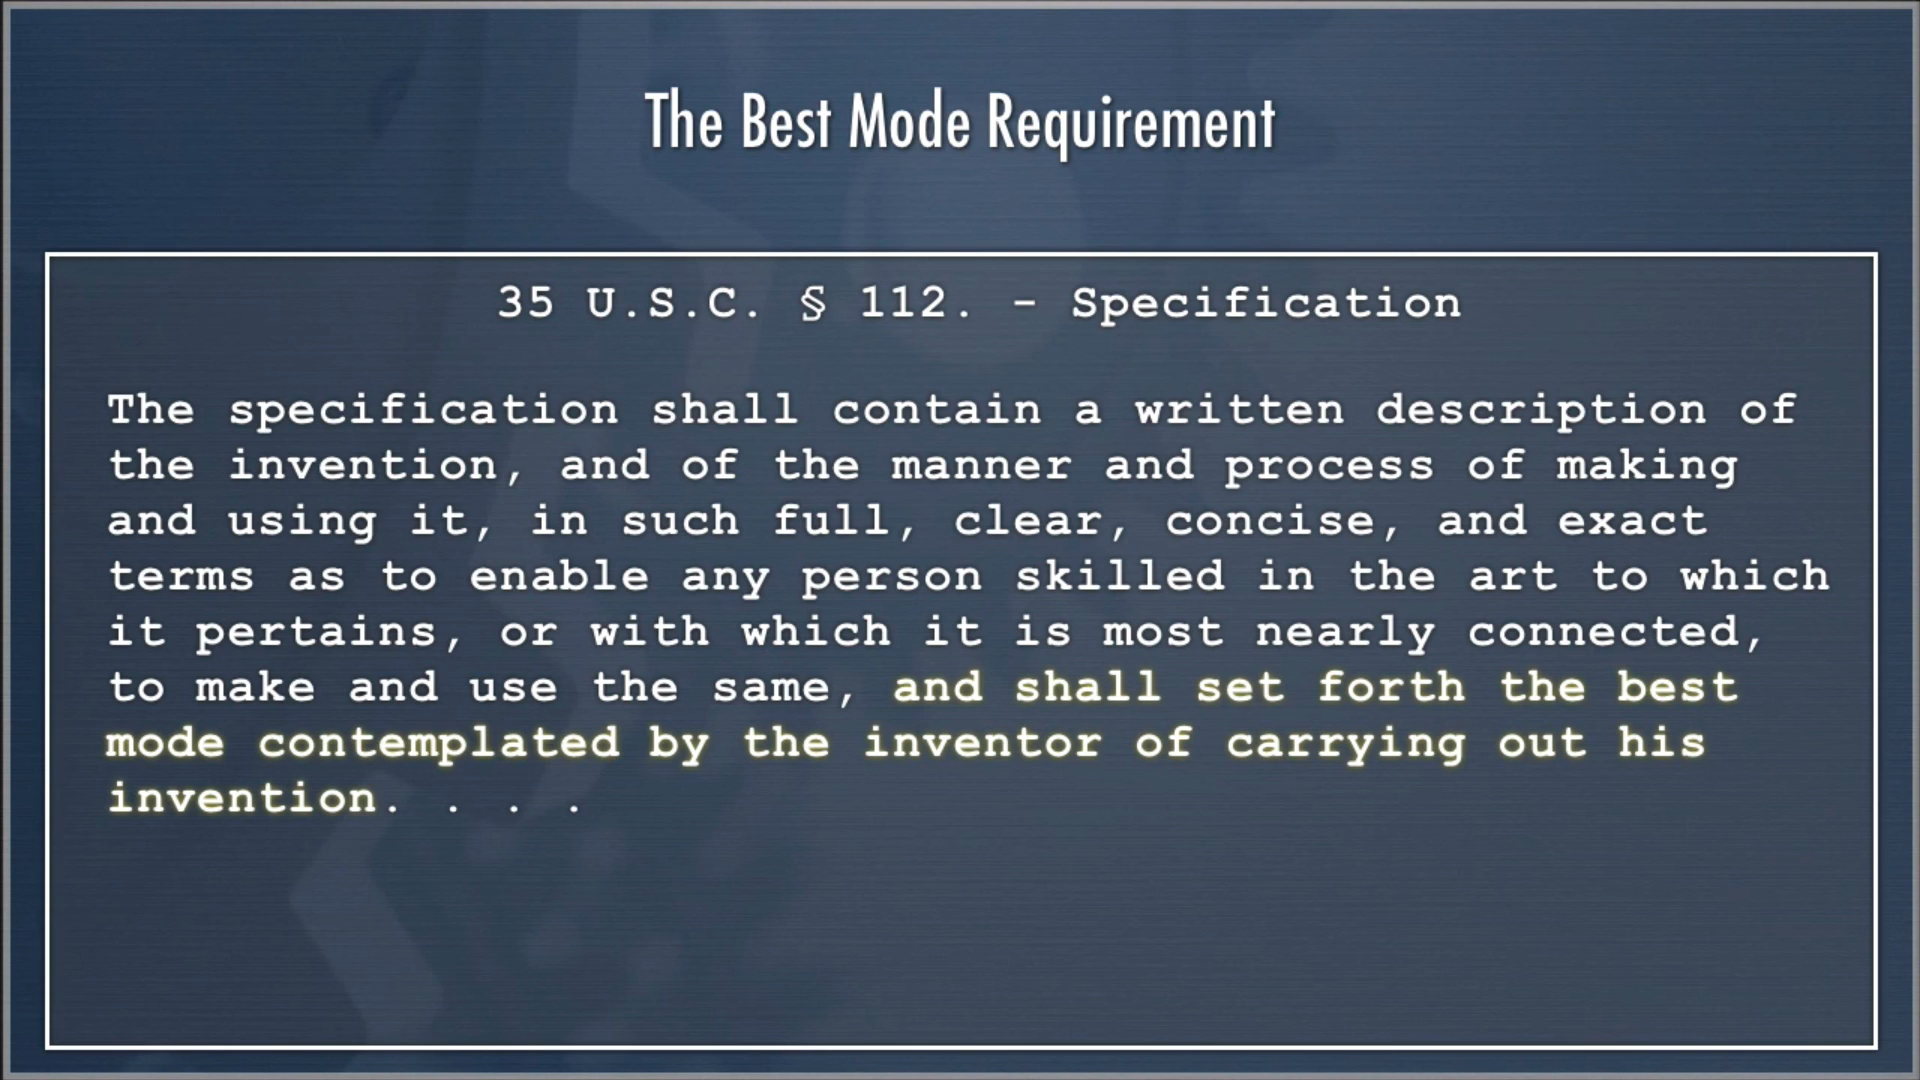 The Best Mode Requirement
35 U.S.C. § 112. - Specification
The specification shall contain a written description of
the invention, and of the manner and process of making
and using it, in such full, clear, concise, and exact
terms as to enable any person skilled in the art to which
it pertains, or with which it is most nearly connected,
to make and use the same, and shall set forth the best
mode contemplated by the inventor of carrying out his
invention. . . .